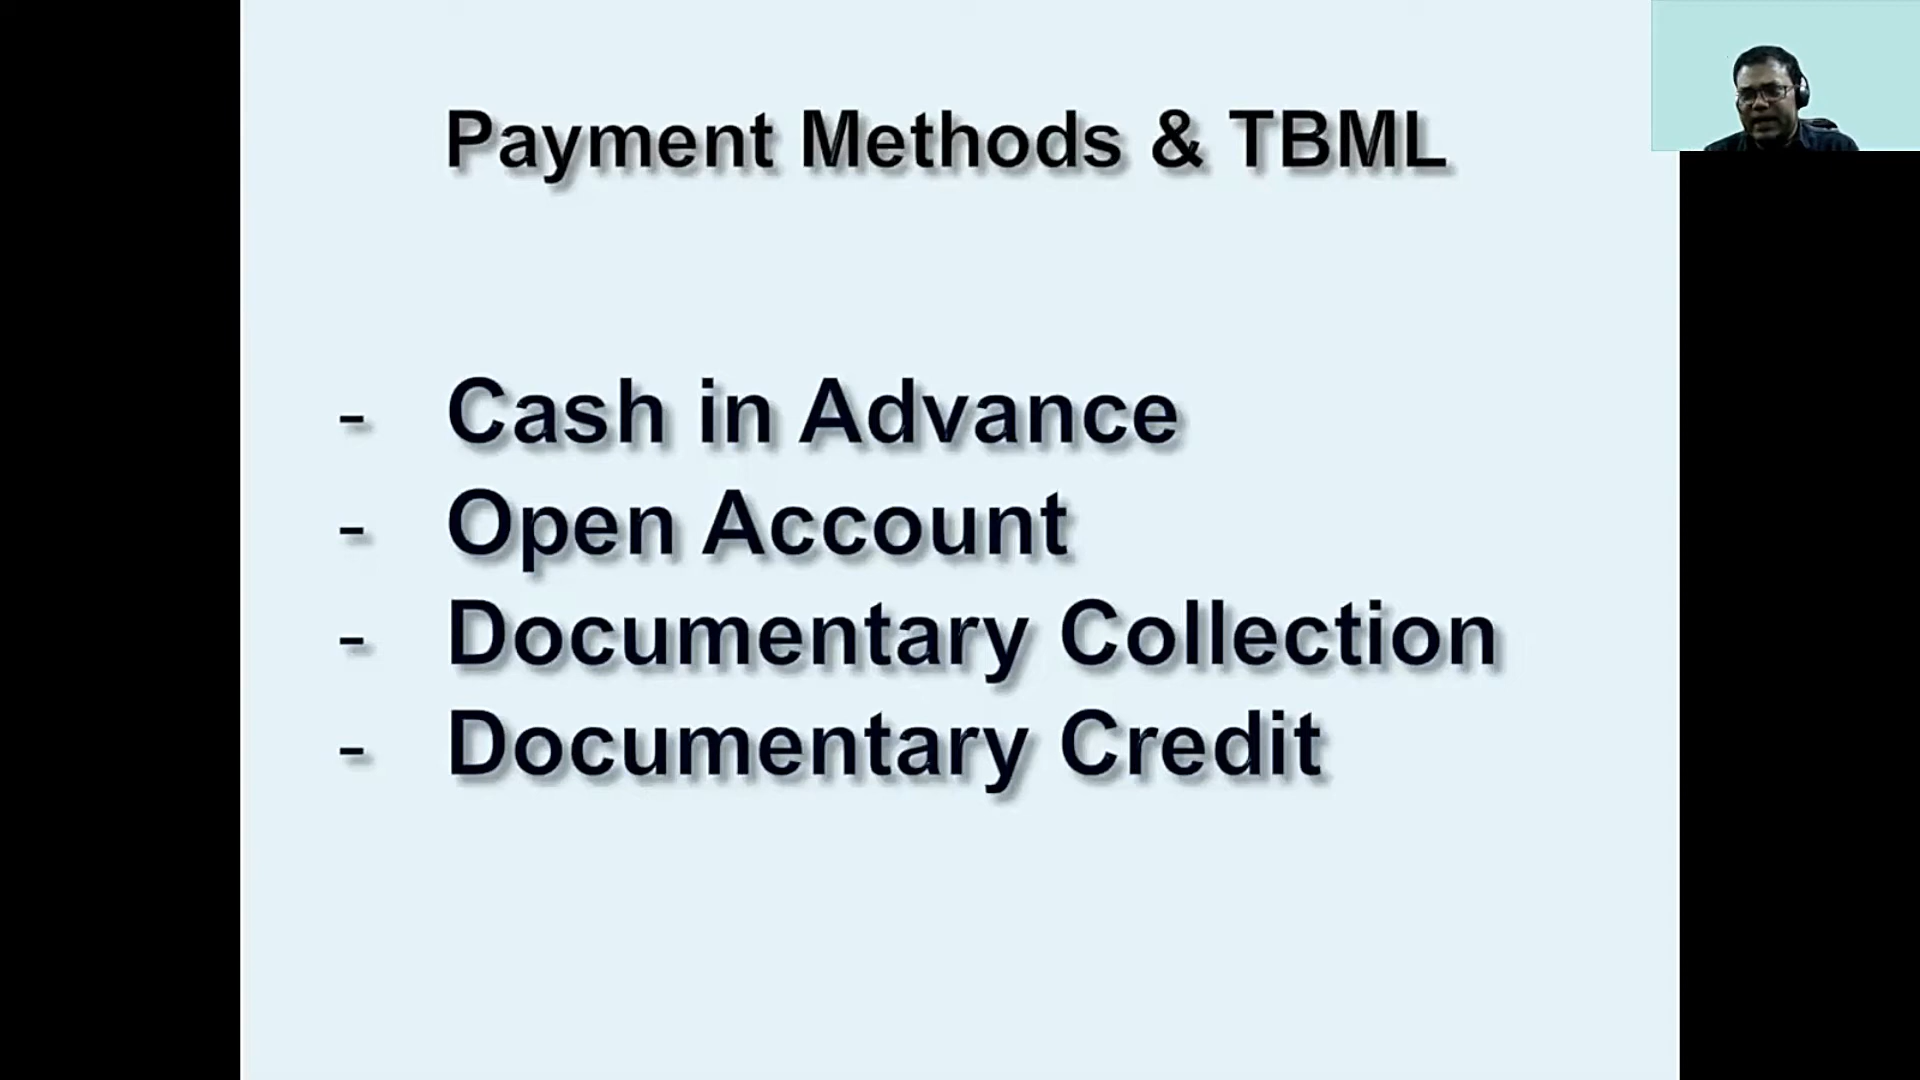 Payment Methods & TBML
- Cash in Advance
- Open Account
- Documentary Collection
- Documentary Credit